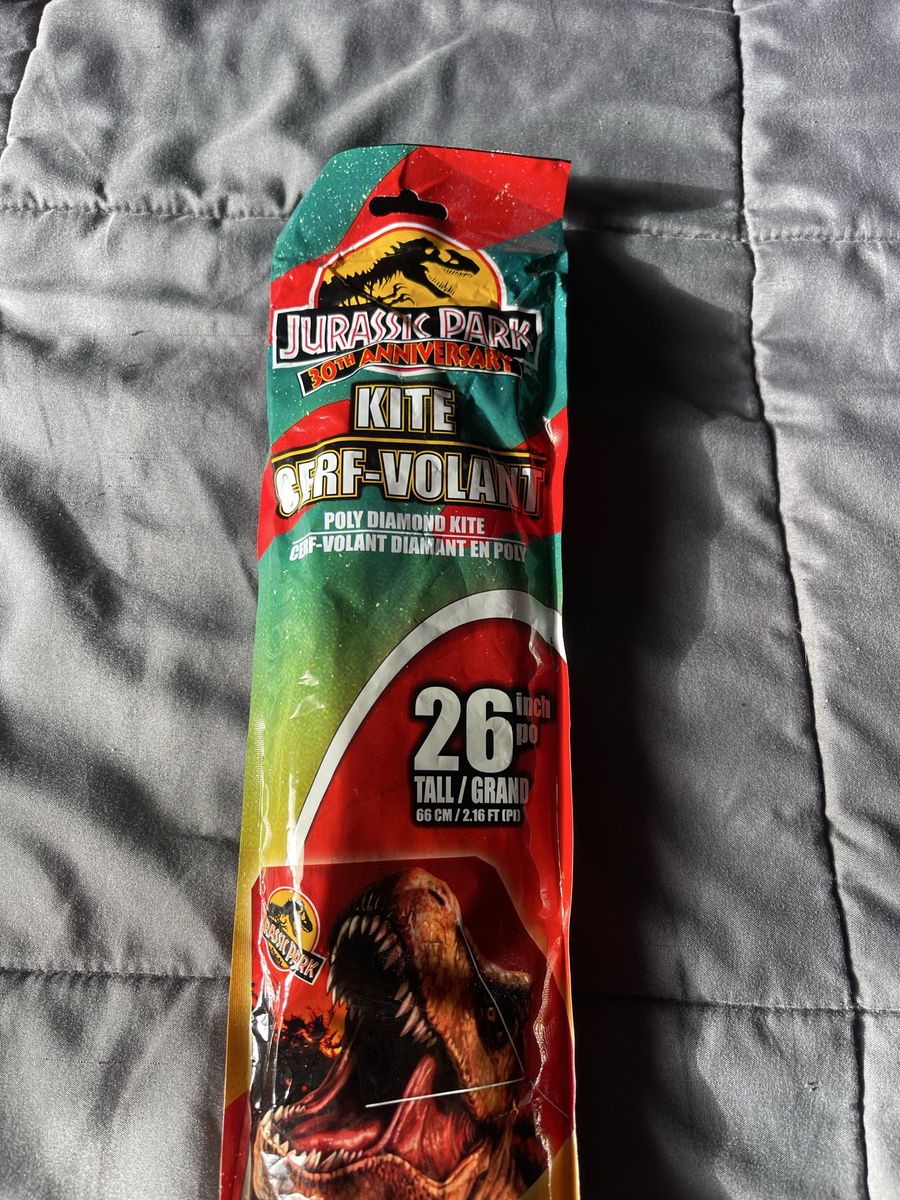 JURASSIC PARK
30TH ANNIVERSARY
KITE
CERF-VOLANT
POLY DIAMOND KITE
CERF-VOLANT DIAMANT EN POLY
26 inch
po
TALL / GRAND
66 CM / 2.16 FT (PI)
JURASSIC PARK